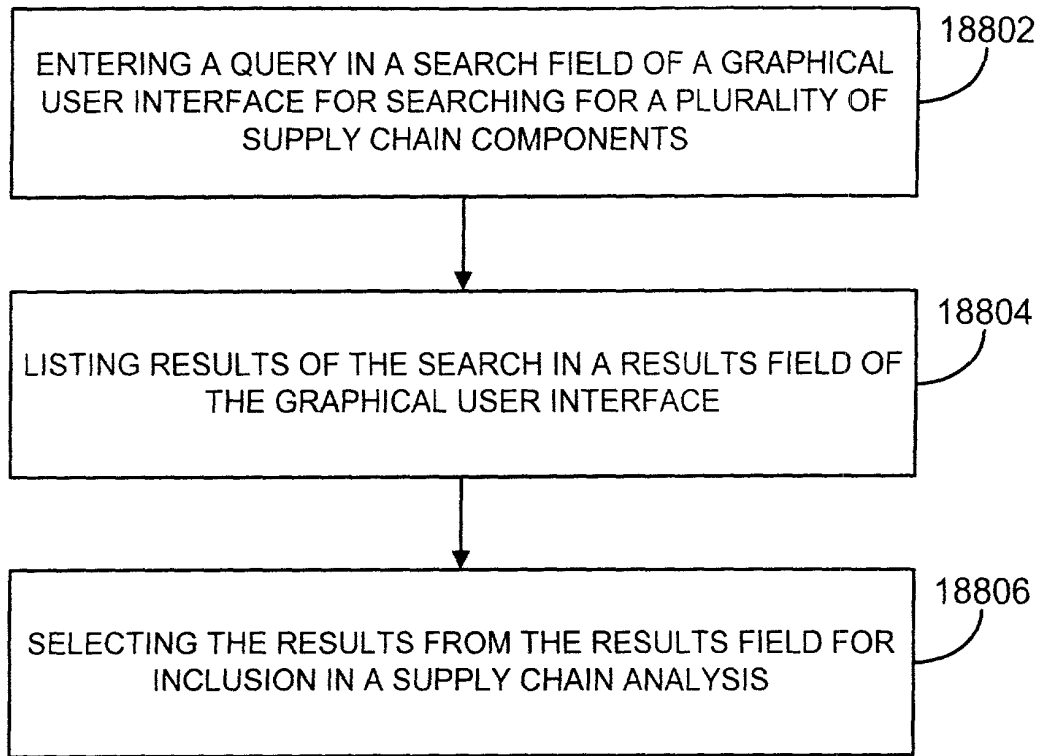 18802
ENTERING A QUERY IN A SEARCH FIELD OF A GRAPHICAL
USER INTERFACE FOR SEARCHING FOR A PLURALITY OF
SUPPLY CHAIN COMPONENTS
18804
LISTING RESULTS OF THE SEARCH IN A RESULTS FIELD OF
THE GRAPHICAL USER INTERFACE
18806
SELECTING THE RESULTS FROM THE RESULTS FIELD FOR
INCLUSION IN A SUPPLY CHAIN ANALYSIS